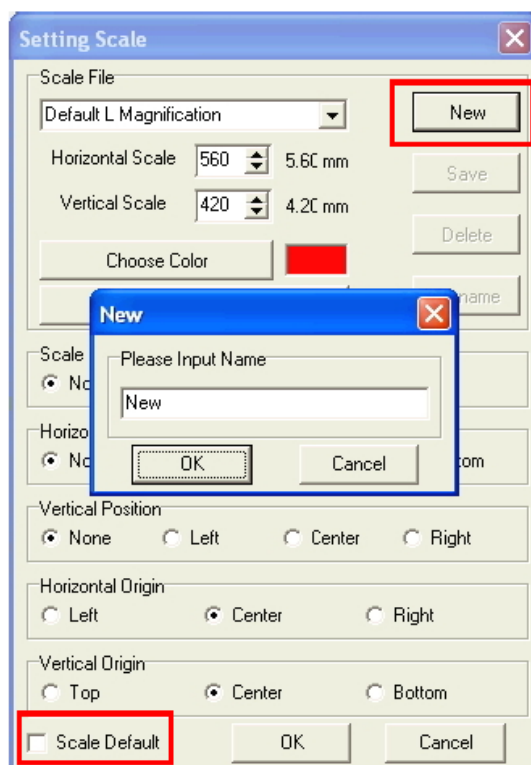 Setting Scale
Scale File
Default L Magnification
New
Horizontal Scale 560 5.60 mm
Save
Vertical Scale 420 4.20 mm
Delete
Choose Color
New
Please Input Name
New
OK Cancel
Scale
Vertical Position
None Left Center Right
Horizontal Origin
Left Center Right
Vertical Origin
Top Center Bottom
Scale Default OK Cancel